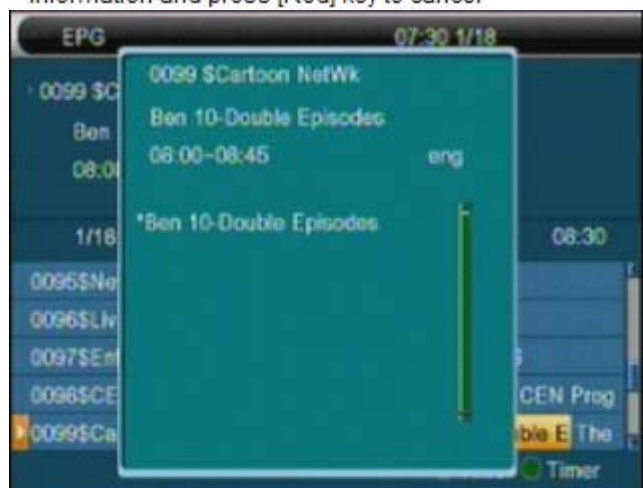 information and press [Red] key to cancel
EPG 07:30 1/18
0099 $Cartoon NetWk
Ben 10-Double Episodes
08:00-08:45 eng
*Ben 10-Double Episodes
0099 $C
Ben
08:00
1/18 08:30
0095$Ne
0096$Liv
0097$Ent
0098$CE CEN Prog
0099$Ca ble E The
Timer